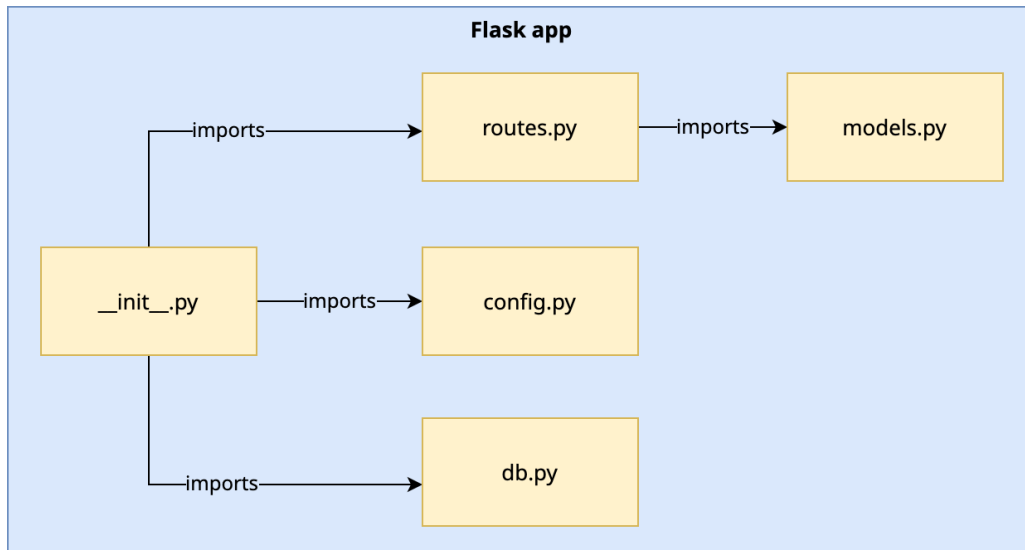 Flask app
imports
routes.py
imports
models.py
__init__.py
imports
config.py
imports
db.py